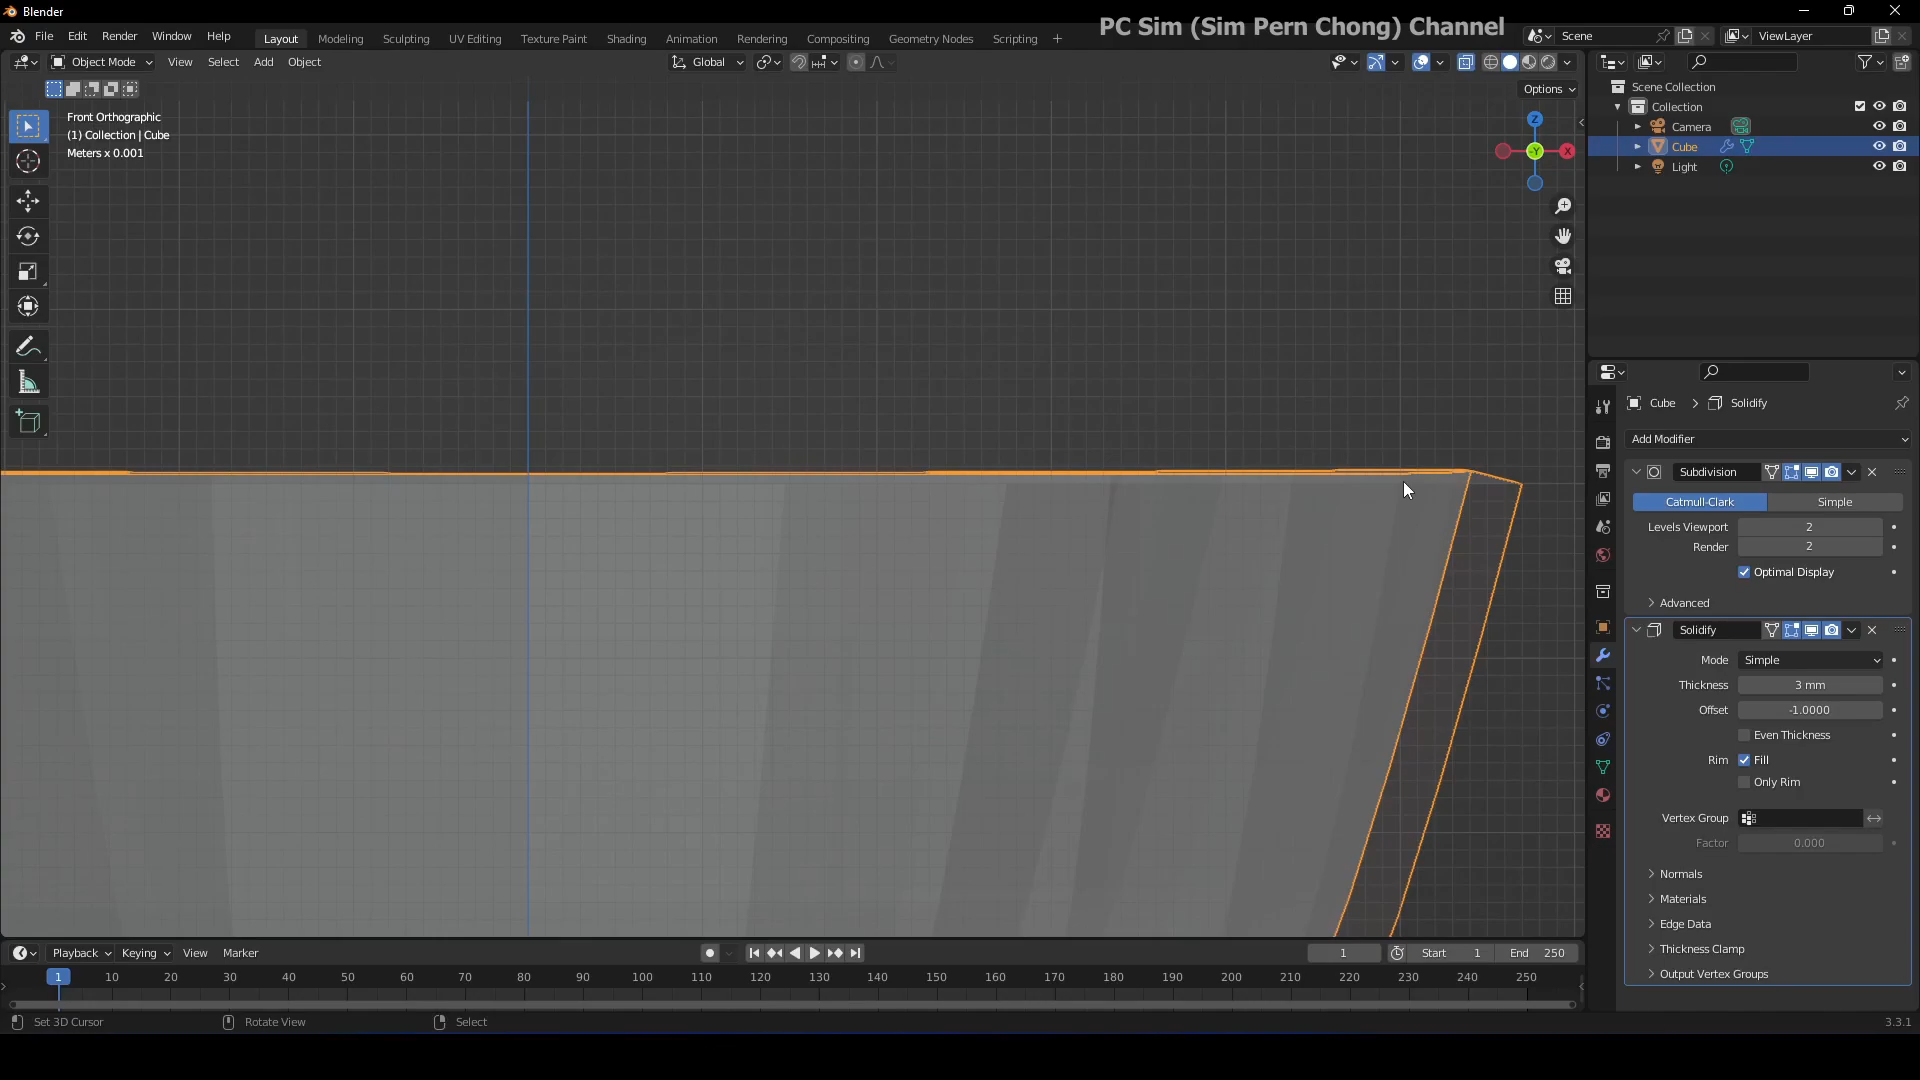 Blender
PC Sim (Sim Pern Chong) Channel
File Edit Render Window Help Layout Modeling Sculpting UV Editing Texture Paint Shading Animation Rendering Compositing Geometry Nodes Scripting + Scene ViewLayer
Object Mode View Select Add Object Global
Options
Front Orthographic
(1) Collection | Cube
Meters x 0.001
Z
-Y X
Scene Collection
Collection
Camera
Cube
Light
Cube > Solidify
Add Modifier
Subdivision
Catmull-Clark Simple
Levels Viewport 2
Render 2
Optimal Display
Advanced
Solidify
Mode Simple
Thickness 3 mm
Offset -1.0000
Even Thickness
Rim Fill
Only Rim
Vertex Group
Factor 0.000
Normals
Materials
Edge Data
Thickness Clamp
Output Vertex Groups
Playback Keying View Marker 1 Start 1 End 250
1 10 20 30 40 50 60 70 80 90 100 110 120 130 140 150 160 170 180 190 200 210 220 230 240 250
Set 3D Cursor Rotate View Select 3.3.1